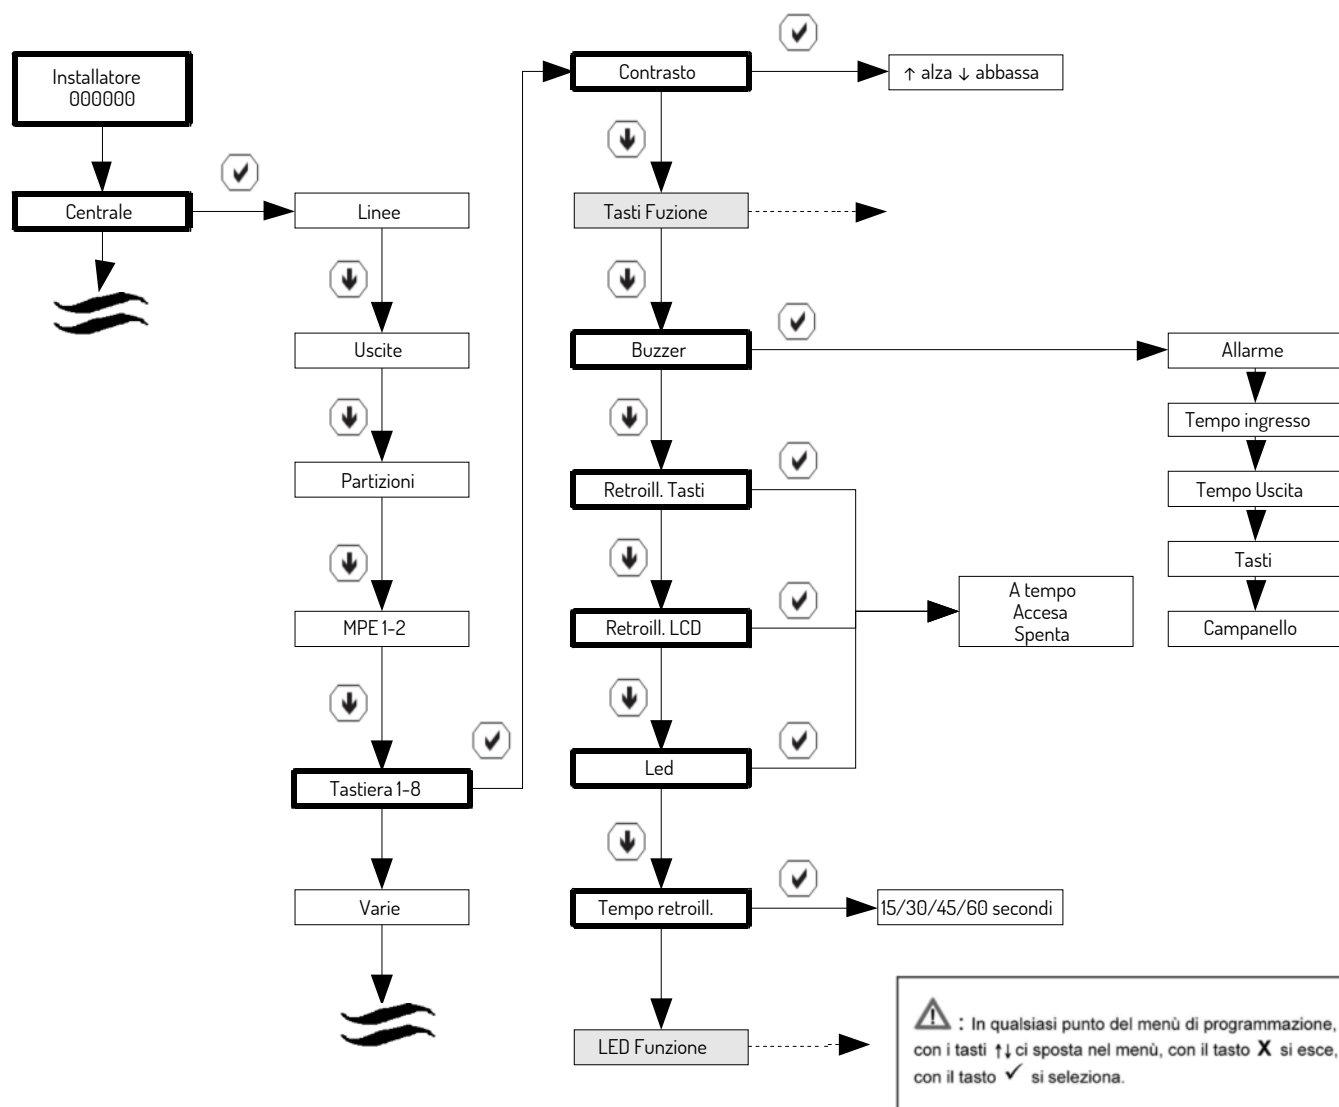 Installatore
000000
Centrale
Linee
Uscite
Partizioni
MPE 1-2
Tastiera 1-8
Varie
Contrasto
↑ alza ↓ abbassa
Tasti Fuzione
Buzzer
Retroill. Tasti
Retroill. LCD
Led
Tempo retroill.
LED Funzione
Allarme
Tempo ingresso
Tempo Uscita
Tasti
Campanello
A tempo
Accesa
Spenta
15/30/45/60 secondi
: In qualsiasi punto del menù di programmazione,
con i tasti ↑↓ ci sposta nel menù, con il tasto X si esce,
con il tasto ✓ si seleziona.